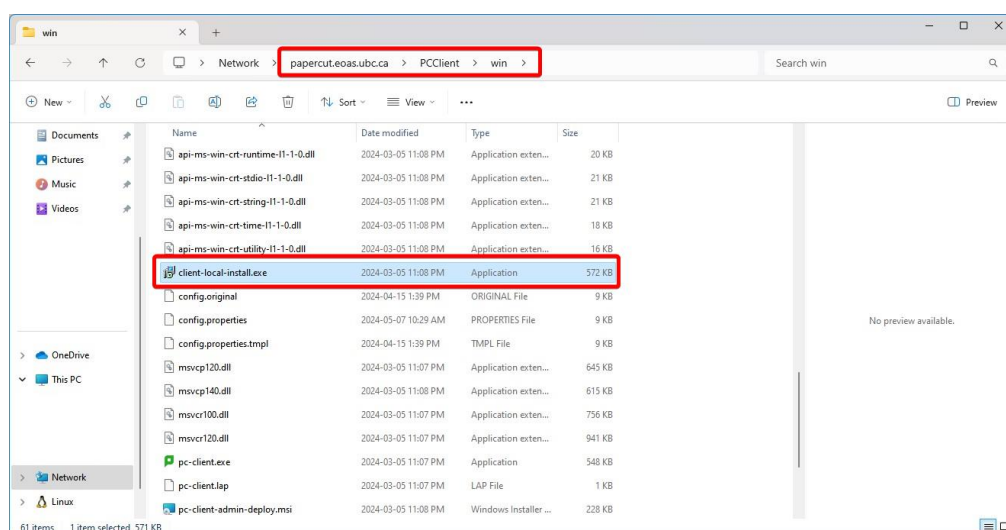 win
Network > papercut.eoas.ubc.ca > PCClient > win >
Search win
New
Sort
View
Preview
Documents
Pictures
Music
Videos
OneDrive
This PC
Network
Linux
Name Date modified Type Size
api-ms-win-crt-runtime-l1-1-0.dll 2024-03-05 11:08 PM Application exten... 20 KB
api-ms-win-crt-stdio-l1-1-0.dll 2024-03-05 11:08 PM Application exten... 21 KB
api-ms-win-crt-string-l1-1-0.dll 2024-03-05 11:08 PM Application exten... 21 KB
api-ms-win-crt-time-l1-1-0.dll 2024-03-05 11:08 PM Application exten... 18 KB
api-ms-win-crt-utility-l1-1-0.dll 2024-03-05 11:08 PM Application exten... 16 KB
client-local-install.exe 2024-03-05 11:08 PM Application 572 KB
config.original 2024-04-15 1:39 PM ORIGINAL File 9 KB
config.properties 2024-05-07 10:29 AM PROPERTIES File 9 KB
config.properties.tmpl 2024-04-15 1:39 PM TMPL File 9 KB
msvcp120.dll 2024-03-05 11:07 PM Application exten... 645 KB
msvcp140.dll 2024-03-05 11:08 PM Application exten... 615 KB
msvcr100.dll 2024-03-05 11:07 PM Application exten... 756 KB
msvcr120.dll 2024-03-05 11:07 PM Application exten... 941 KB
pc-client.exe 2024-03-05 11:07 PM Application 548 KB
pc-client.lap 2024-03-05 11:07 PM LAP File 1 KB
pc-client-admin-deploy.msi 2024-03-05 11:08 PM Windows Installer ... 228 KB
No preview available.
61 items 1 item selected 571 KB